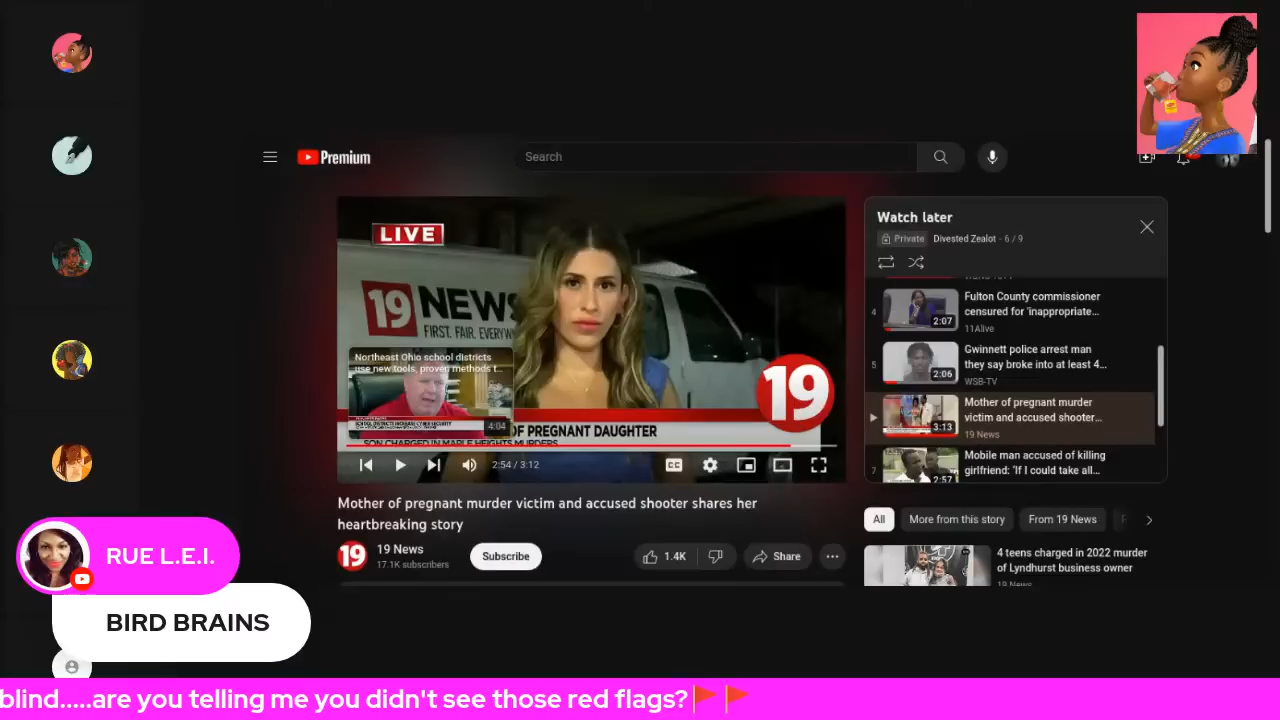 Premium
Search
LIVE
19 NEWS
FIRST. FAIR. EVERYW
Northeast Ohio school districts
use new tools, proven methods t...
4:04
SCHOOL DISTRICTS INCREASE CYBER SECURITY
OF PREGNANT DAUGHTER
SON CHARGED IN MAPLE HEIGHTS MURDERS
19
2:54 / 3:12
CC
Mother of pregnant murder victim and accused shooter shares her
heartbreaking story
19
19 News
17.1K subscribers
Subscribe
1.4K
Share
Watch later
Private
Divested Zealot - 6 / 9
4
2:07
Fulton County commissioner
censured for 'inappropriate...
11Alive
5
2:06
Gwinnett police arrest man
they say broke into at least 4...
WSB-TV
3:13
Mother of pregnant murder
victim and accused shooter...
19 News
7
2:57
Mobile man accused of killing
girlfriend: 'If I could take all...
All
More from this story
From 19 News
F
4 teens charged in 2022 murder
of Lyndhurst business owner
19 News
RUE L.E.I.
BIRD BRAINS
blind.....are you telling me you didn't see those red flags?